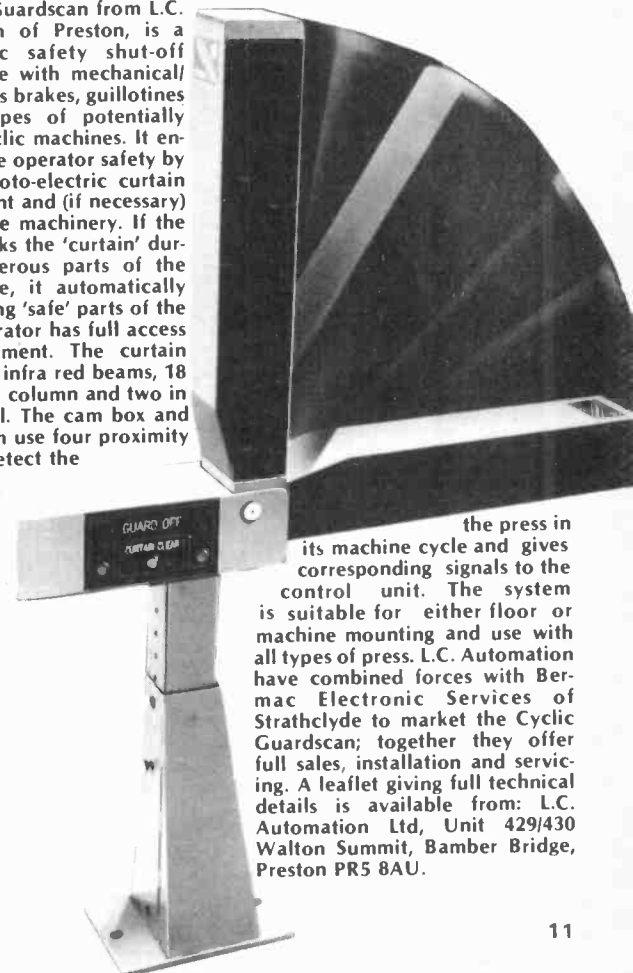 Guardscan from L.C.
n of Preston, is a
c safety shut-off
e with mechanical/
s brakes, guillotines
pes of potentially
clic machines. It en-
e operator safety by
oto-electric curtain
nt and (if necessary)
e machinery. If the
ks the 'curtain' dur-
erous parts of the
e, it automatically
ng 'safe' parts of the
rator has full access
ment. The curtain
infra red beams, 18
column and two in
l. The cam box and
n use four proximity
etect the
GUARD OFF
CURTAIN CLEAR
the press in
its machine cycle and gives
corresponding signals to the
control unit. The system
is suitable for either floor or
machine mounting and use with
all types of press. L.C. Automation
have combined forces with Ber-
mac Electronic Services of
Strathclyde to market the Cyclic
Guardscan; together they offer
full sales, installation and servic-
ing. A leaflet giving full technical
details is available from: L.C.
Automation Ltd, Unit 429/430
Walton Summit, Bamber Bridge,
Preston PR5 8AU.
11